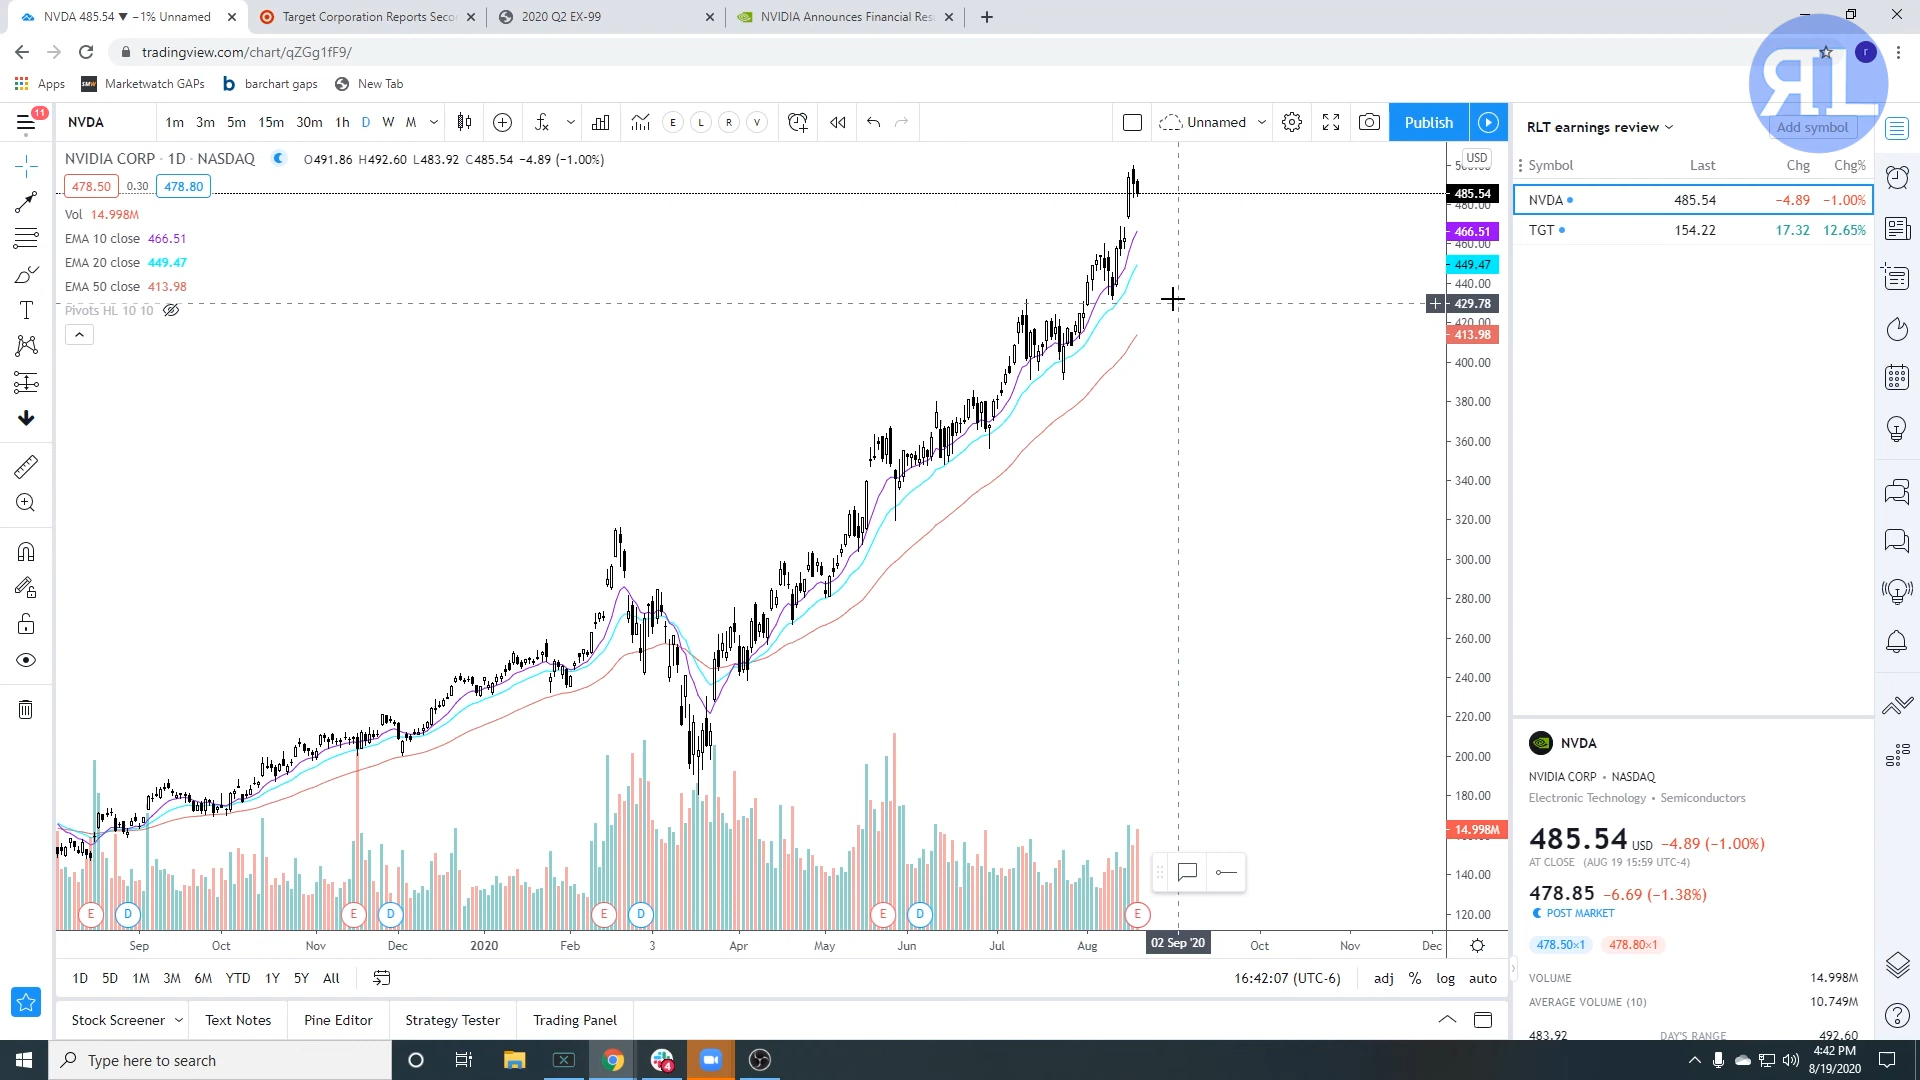 NVDA 485.54 ▼ −1% Unnamed
Target Corporation Reports Seco
2020 Q2 EX-99
NVIDIA Announces Financial Res
tradingview.com/chart/qZGg1fF9/
r
Apps
SMW Marketwatch GAPs
b barchart gaps
New Tab
RL
11
NVDA
1m 3m 5m 15m 30m 1h D W M
E L R V
Unnamed
Publish
RLT earnings review
Add symbol
NVIDIA CORP · 1D · NASDAQ
O491.86 H492.60 L483.92 C485.54 −4.89 (−1.00%)
USD
Symbol Last Chg Chg%
478.50 0.30 478.80
NVDA 485.54 −4.89 −1.00%
TGT 154.22 17.32 12.65%
Vol 14.998M
EMA 10 close 466.51
EMA 20 close 449.47
EMA 50 close 413.98
Pivots HL 10 10
485.54
480.00
466.51
460.00
449.47
440.00
429.78
420.00
413.98
400.00
380.00
360.00
340.00
320.00
300.00
280.00
260.00
240.00
220.00
200.00
180.00
14.998M
140.00
120.00
E D E D E D E D E
Sep Oct Nov Dec 2020 Feb 3 Apr May Jun Jul Aug 02 Sep '20 Oct Nov Dec
1D 5D 1M 3M 6M YTD 1Y 5Y All
16:42:07 (UTC-6) adj % log auto
Stock Screener Text Notes Pine Editor Strategy Tester Trading Panel
NVDA
NVIDIA CORP • NASDAQ
Electronic Technology • Semiconductors
485.54 USD −4.89 (−1.00%)
AT CLOSE (AUG 19 15:59 UTC-4)
478.85 −6.69 (−1.38%)
POST MARKET
478.50×1 478.80×1
VOLUME 14.998M
AVERAGE VOLUME (10) 10.749M
483.92 DAY'S RANGE 492.60
Type here to search
4
4:42 PM
8/19/2020